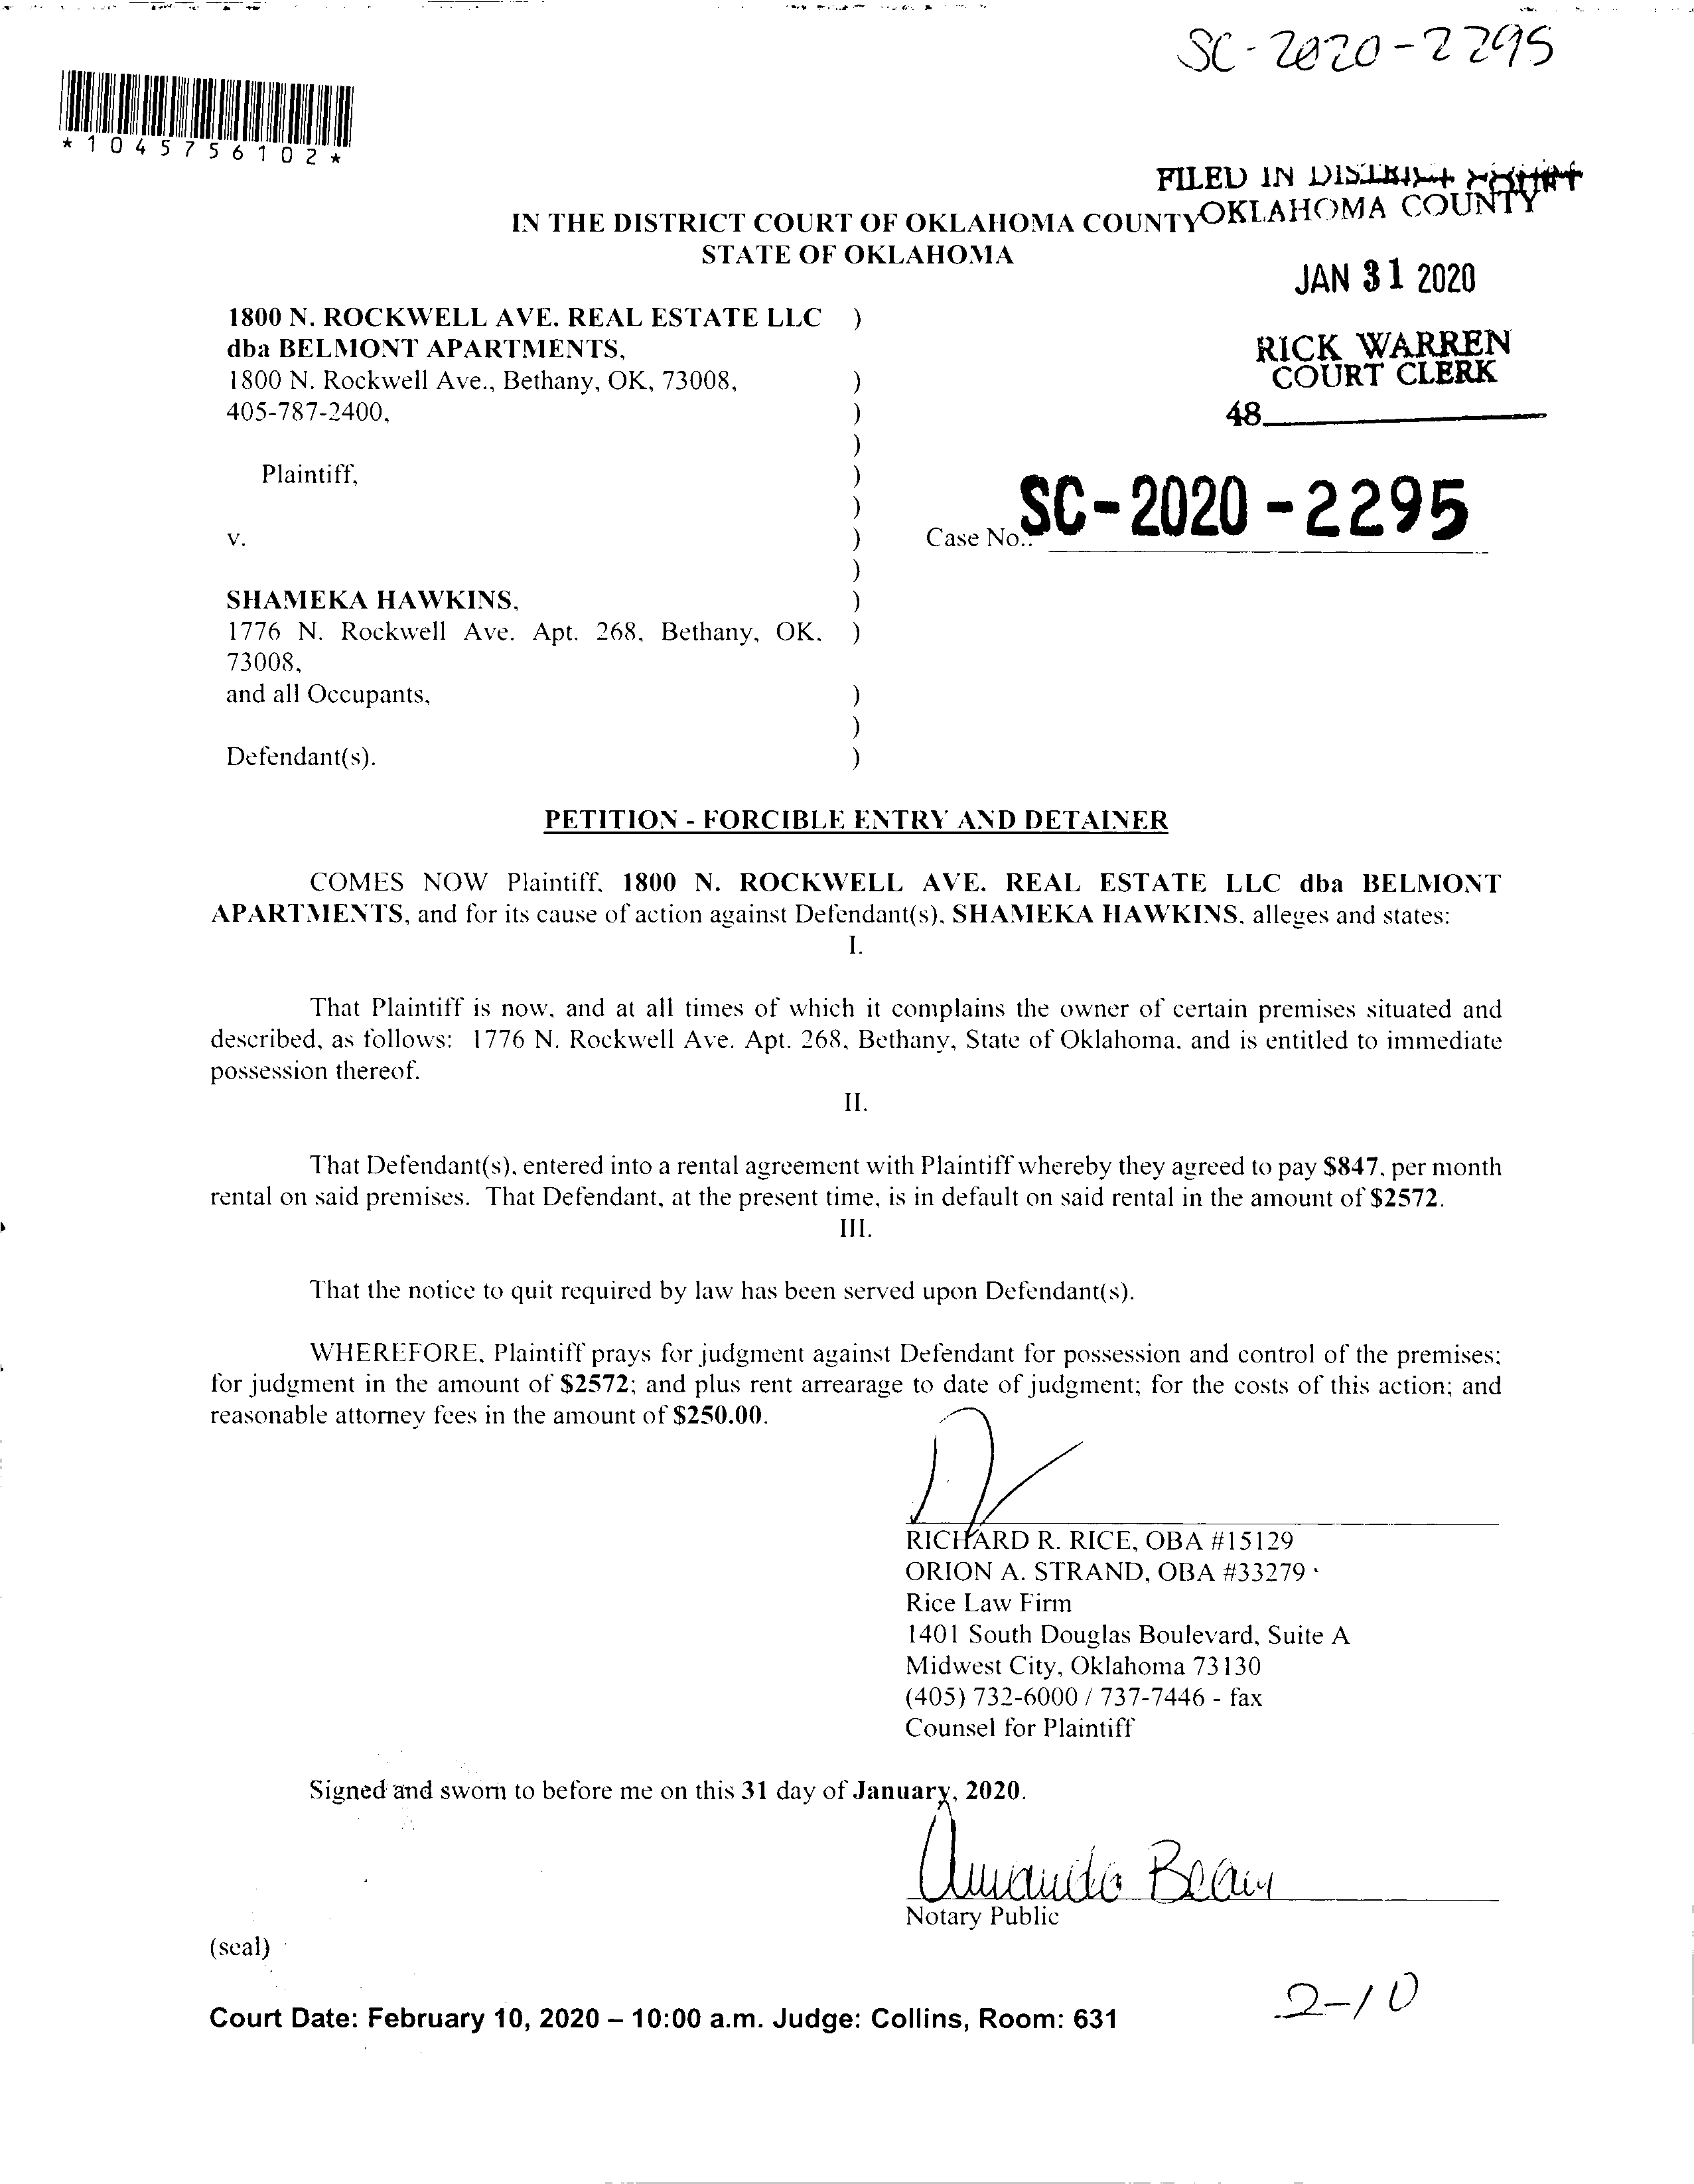 SC-2020-2295
*1045756102*
FILED IN DISTRICT COURT
OKLAHOMA COUNTY
IN THE DISTRICT COURT OF OKLAHOMA COUNTY
STATE OF OKLAHOMA
JAN 31 2020
RICK WARREN
COURT CLERK
48
1800 N. ROCKWELL AVE. REAL ESTATE LLC )
dba BELMONT APARTMENTS,
1800 N. Rockwell Ave., Bethany, OK, 73008, )
405-787-2400, )
)
Plaintiff, )
)
v. ) Case No.: SC-2020-2295
)
SHAMEKA HAWKINS, )
1776 N. Rockwell Ave. Apt. 268, Bethany, OK, )
73008,
and all Occupants, )
)
Defendant(s). )
PETITION - FORCIBLE ENTRY AND DETAINER
COMES NOW Plaintiff, 1800 N. ROCKWELL AVE. REAL ESTATE LLC dba BELMONT
APARTMENTS, and for its cause of action against Defendant(s), SHAMEKA HAWKINS, alleges and states:
I.
That Plaintiff is now, and at all times of which it complains the owner of certain premises situated and
described, as follows: 1776 N. Rockwell Ave. Apt. 268, Bethany, State of Oklahoma, and is entitled to immediate
possession thereof.
II.
That Defendant(s), entered into a rental agreement with Plaintiff whereby they agreed to pay $847, per month
rental on said premises. That Defendant, at the present time, is in default on said rental in the amount of $2572.
III.
That the notice to quit required by law has been served upon Defendant(s).
WHEREFORE, Plaintiff prays for judgment against Defendant for possession and control of the premises;
for judgment in the amount of $2572; and plus rent arrearage to date of judgment; for the costs of this action; and
reasonable attorney fees in the amount of $250.00.
RICHARD R. RICE, OBA #15129
ORION A. STRAND, OBA #33279
Rice Law Firm
1401 South Douglas Boulevard, Suite A
Midwest City, Oklahoma 73130
(405) 732-6000 / 737-7446 - fax
Counsel for Plaintiff
Signed and sworn to before me on this 31 day of January, 2020.
Amanda Bean
Notary Public
(seal)
2-10
Court Date: February 10, 2020 – 10:00 a.m. Judge: Collins, Room: 631